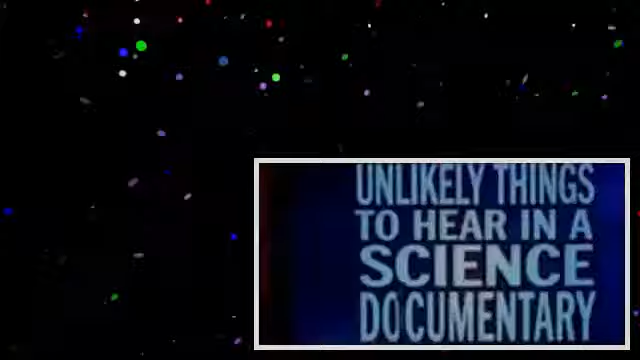 UNLIKELY THINGS
TO HEAR IN A
SCIENCE
DOCUMENTARY